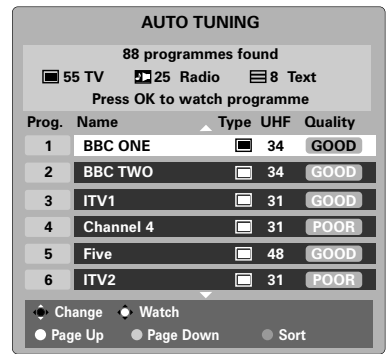 AUTO TUNING
88 programmes found
55 TV 25 Radio 8 Text
Press OK to watch programme
Prog. Name Type UHF Quality
1 BBC ONE 34 GOOD
2 BBC TWO 34 GOOD
3 ITV1 31 GOOD
4 Channel 4 31 POOR
5 Five 48 GOOD
6 ITV2 31 POOR
Change Watch
Page Up Page Down Sort